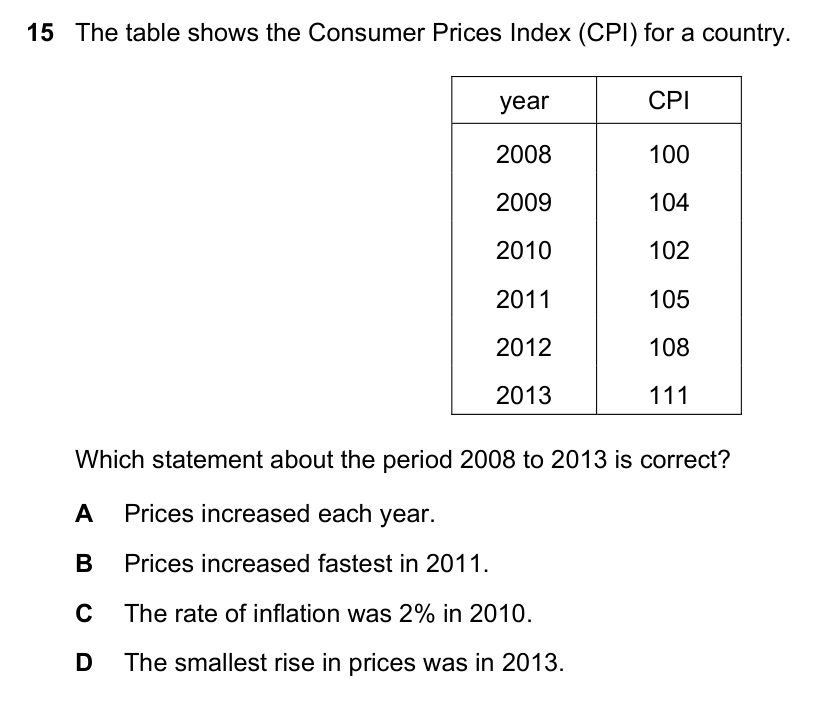 15 The table shows the Consumer Prices Index (CPI) for a country.
year CPI
2008 100
2009 104
2010 102
2011 105
2012 108
2013 111
Which statement about the period 2008 to 2013 is correct?
A Prices increased each year.
B Prices increased fastest in 2011.
C The rate of inflation was 2% in 2010.
D The smallest rise in prices was in 2013.